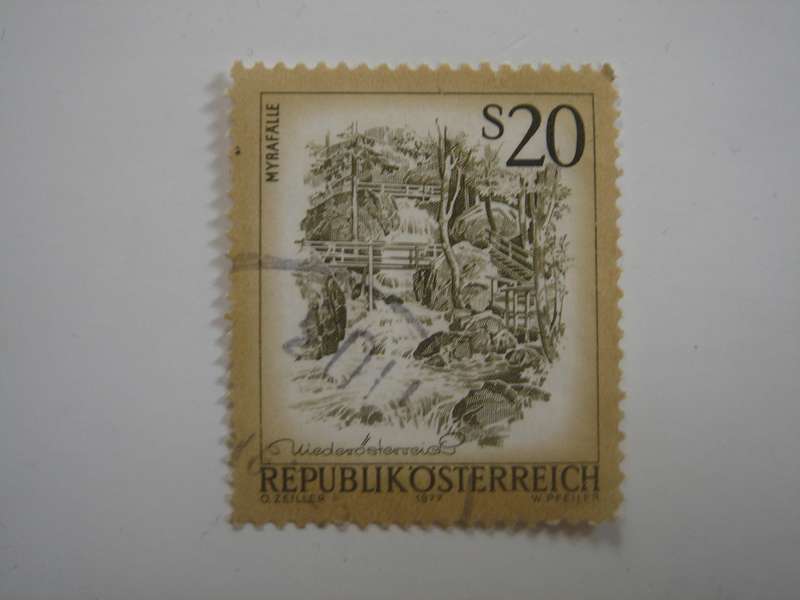 MYRAFÄLLE
S20
Niederösterreich
REPUBLIK ÖSTERREICH
O. ZEILLER 1977 W. PFEILER